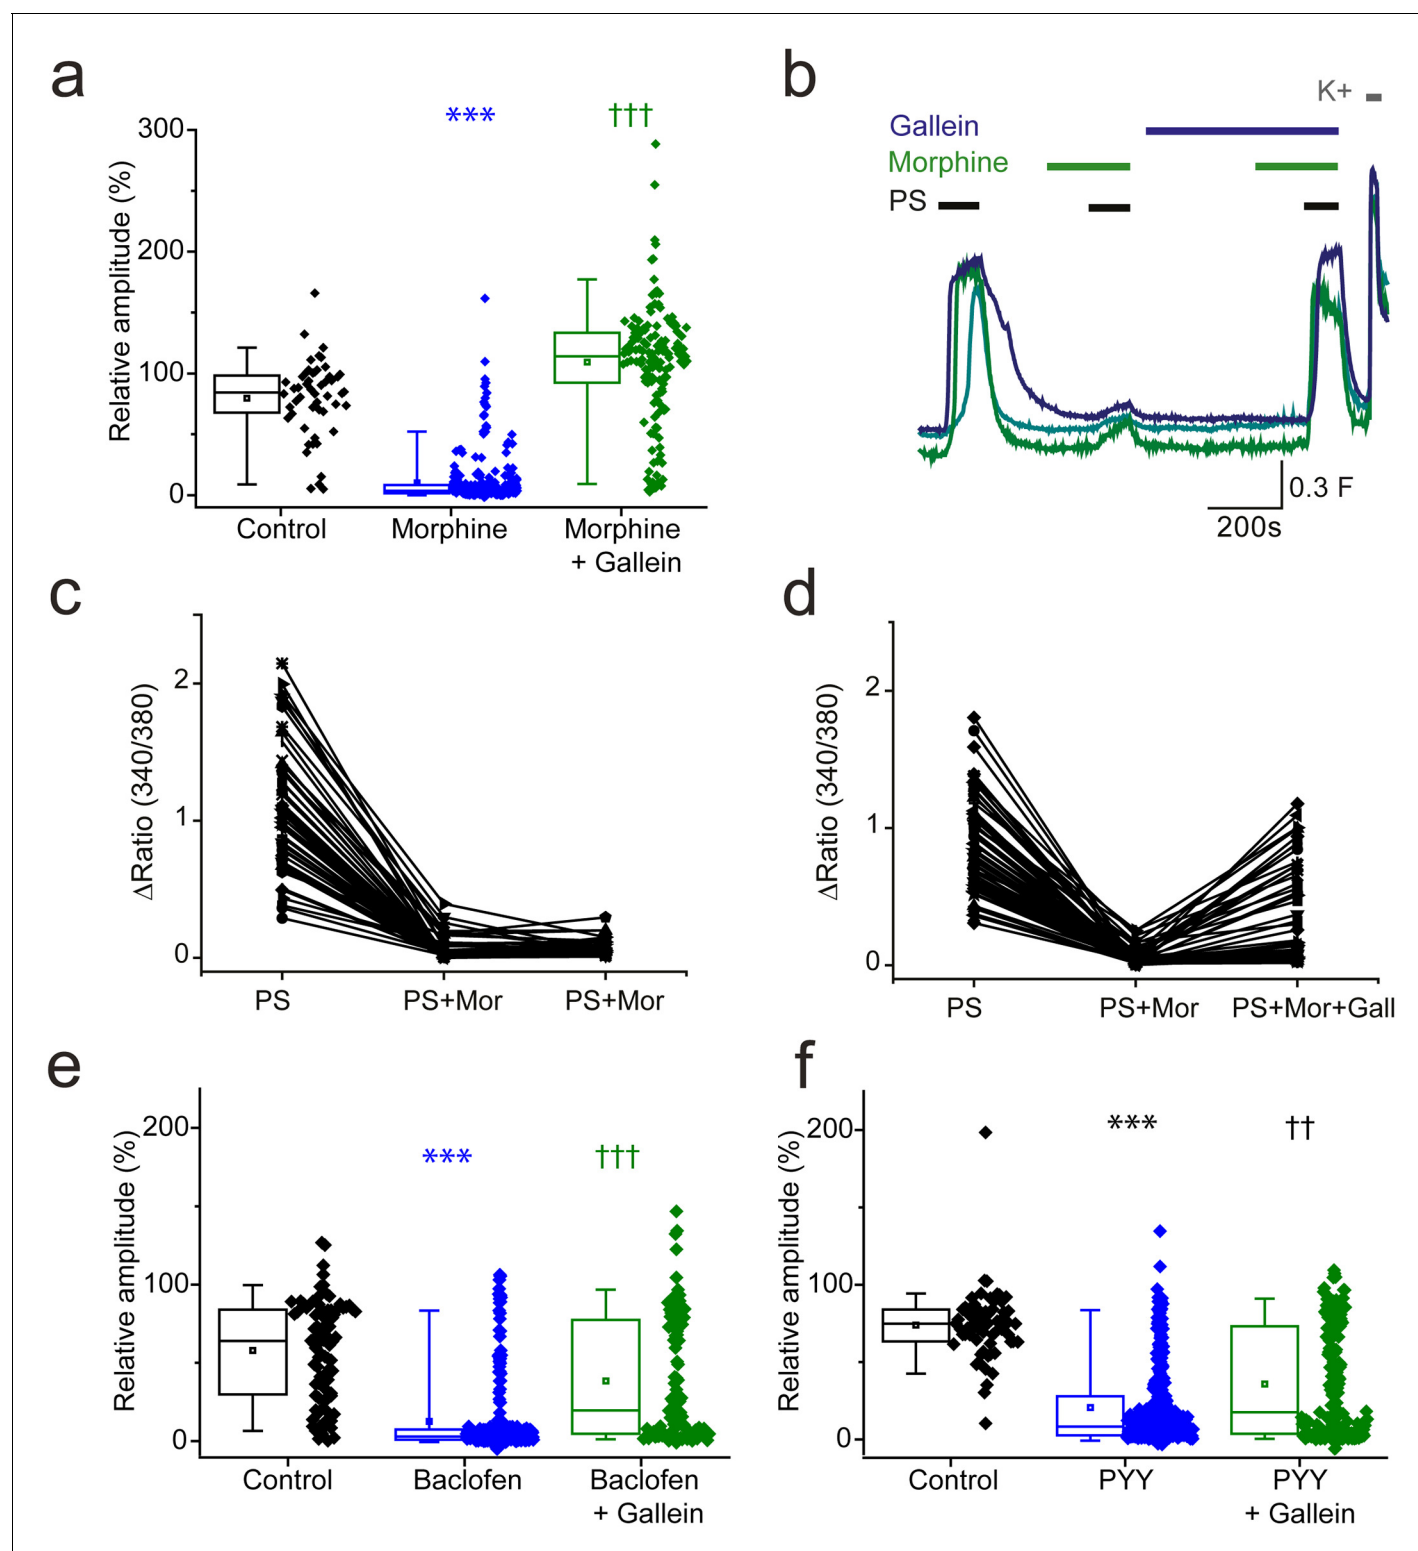 a
***
†††
300
200
100
0
Relative amplitude (%)
Control
Morphine
Morphine
+ Gallein
b
K+
Gallein
Morphine
PS
0.3 F
200s
c
2
1
0
ΔRatio (340/380)
PS
PS+Mor
PS+Mor
d
2
1
0
ΔRatio (340/380)
PS
PS+Mor
PS+Mor+Gall
e
***
†††
200
100
0
Relative amplitude (%)
Control
Baclofen
Baclofen
+ Gallein
f
***
††
200
100
0
Relative amplitude (%)
Control
PYY
PYY
+ Gallein